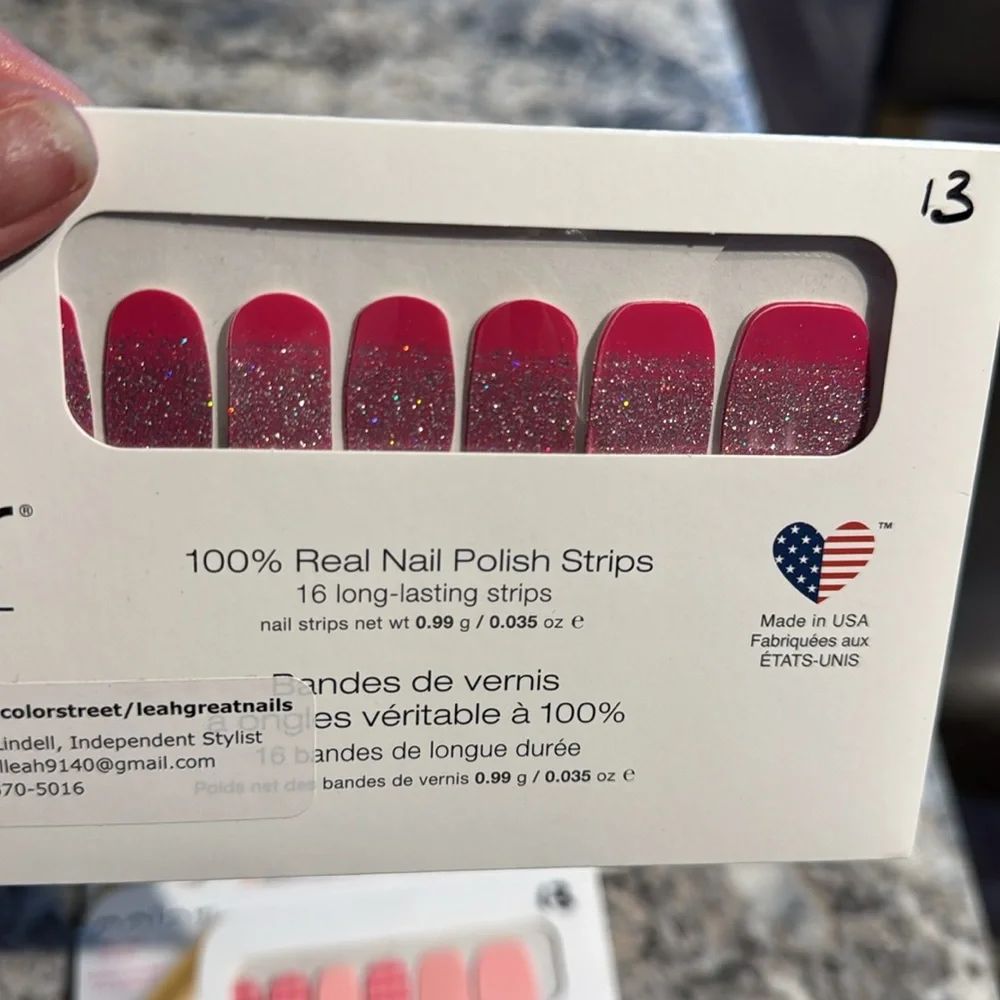 13
r®
100% Real Nail Polish Strips
16 long-lasting strips
nail strips net wt 0.99 g / 0.035 oz e
TM
Made in USA
Fabriquées aux
ÉTATS-UNIS
Bandes de vernis
à ongles véritable à 100%
16 bandes de longue durée
Poids net des bandes de vernis 0.99 g / 0.035 oz e
colorstreet/leahgreatnails
Lindell, Independent Stylist
lleah9140@gmail.com
70-5016